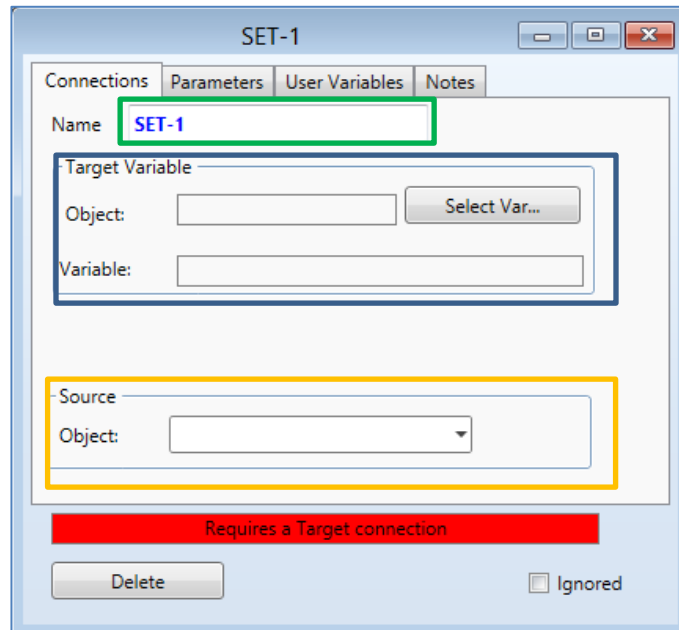 SET-1
Connections Parameters User Variables Notes
Name SET-1
Target Variable
Object: Select Var...
Variable:
Source
Object:
Requires a Target connection
Delete Ignored